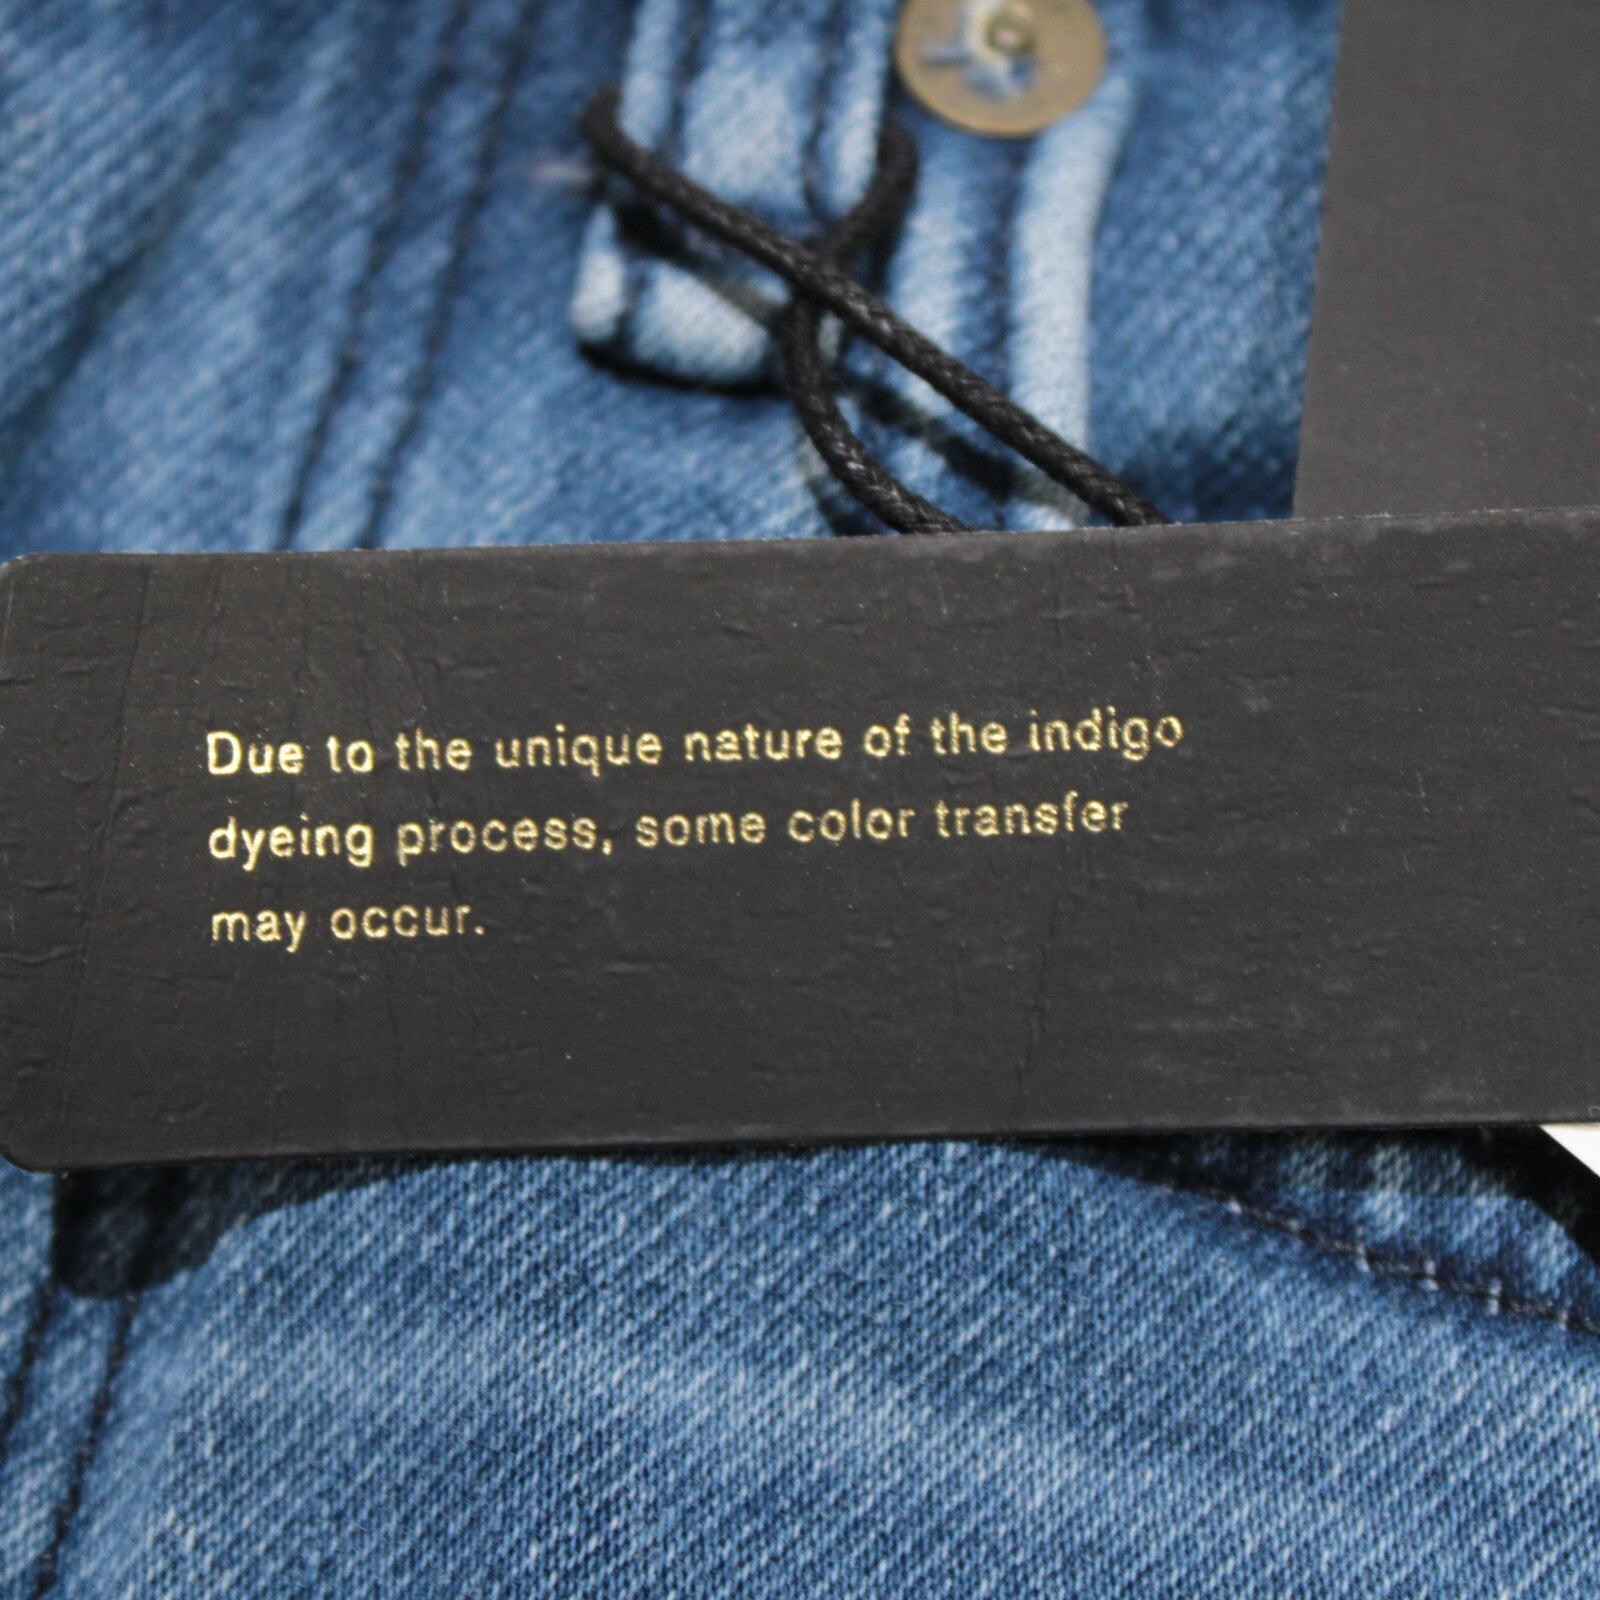 Due to the unique nature of the indigo
dyeing process, some color transfer
may occur.